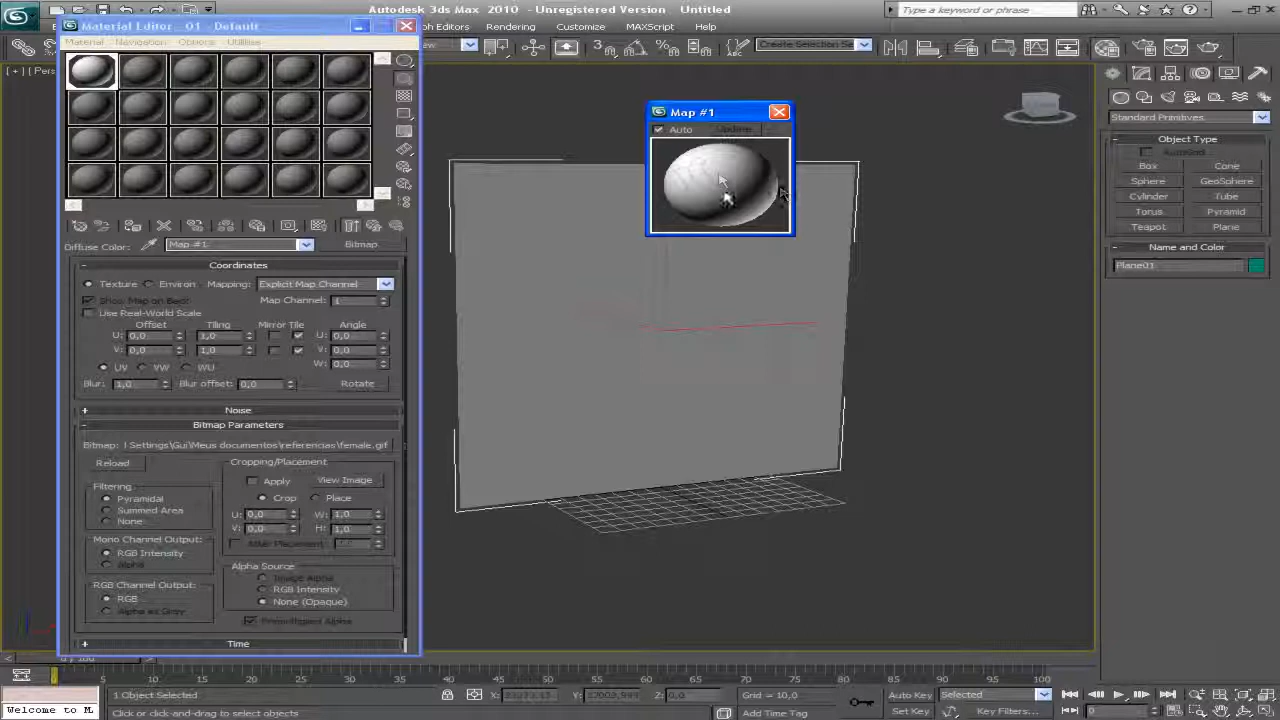 Autodesk 3ds Max 2010 - Unregistered Version Untitled
Type a keyword or phrase
Material Editor - 01 - Default
Material Navigation Options Utilities
ph Editors Rendering Customize MAXScript Help
Create Selection Se
[ + ] [ Pers
Map #1
Auto Update
Standard Primitives
Object Type
AutoGrid
Box Cone
Sphere GeoSphere
Cylinder Tube
Torus Pyramid
Teapot Plane
Name and Color
Plane01
Diffuse Color: Map #1 Bitmap
Coordinates
Texture Environ Mapping: Explicit Map Channel
Show Map on Back Map Channel: 1
Use Real-World Scale
Offset Tiling Mirror Tile Angle
U: 0,0 1,0 U: 0,0
V: 0,0 1,0 V: 0,0
W: 0,0
UV VW WU
Blur: 1,0 Blur offset: 0,0 Rotate
Noise
Bitmap Parameters
Bitmap: l Settings\Gui\Meus documentos\referencias\female.gif
Reload
Cropping/Placement
Apply View Image
Crop Place
U: 0,0 W: 1,0
V: 0,0 H: 1,0
Jitter Placement:
Filtering
Pyramidal
Summed Area
None
Mono Channel Output:
RGB Intensity
Alpha
RGB Channel Output:
RGB
Alpha as Gray
Alpha Source
Image Alpha
RGB Intensity
None (Opaque)
Premultiplied Alpha
Time
0 / 100
5 10 15 20 25 30 35 40 45 50 55 60 65 70 75 80 85 90 95 100
1 Object Selected
X: Y: Z: 0,0
Grid = 10,0
Auto Key Selected
Welcome to M
Click or click-and-drag to select objects
Add Time Tag
Set Key Key Filters...
0